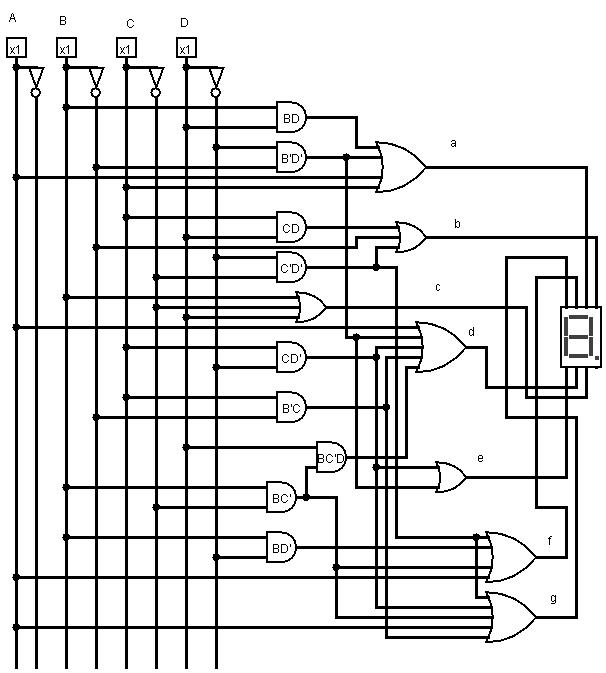 A B C D
x1 x1 x1 x1
BD
a
B'D'
CD
b
C'D'
c
d
CD'
B'C
BC'D
e
BC'
BD'
f
g